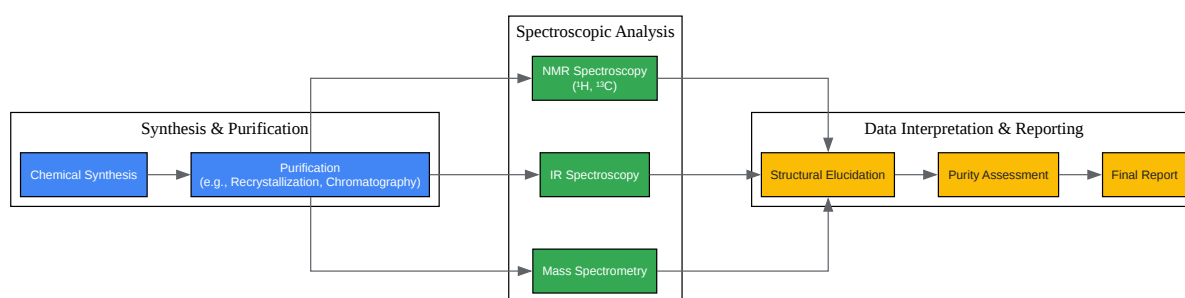 Spectroscopic Analysis
NMR Spectroscopy
(¹H, ¹³C)
Synthesis & Purification
Data Interpretation & Reporting
Chemical Synthesis
Purification
(e.g., Recrystallization, Chromatography)
IR Spectroscopy
Structural Elucidation
Purity Assessment
Final Report
Mass Spectrometry